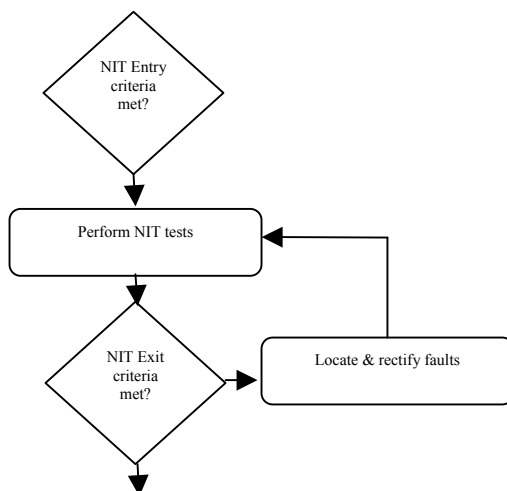 NIT Entry
criteria
met?
Perform NIT tests
NIT Exit
criteria
met?
Locate & rectify faults